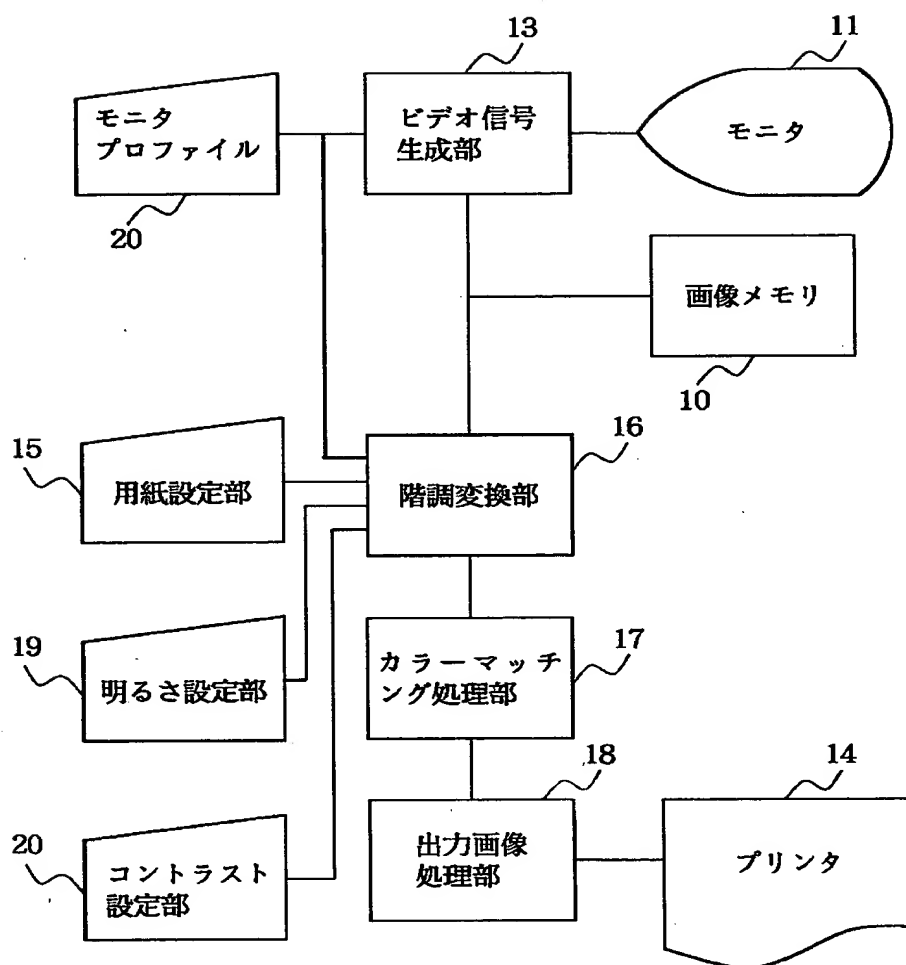 13
11
モニタ
プロファイル
ビデオ信号
生成部
モニタ
20
画像メモリ
10
15
用紙設定部
16
階調変換部
19
明るさ設定部
カラーマッチ
ング処理部
17
18
14
20
コントラスト
設定部
出力画像
処理部
プリンタ